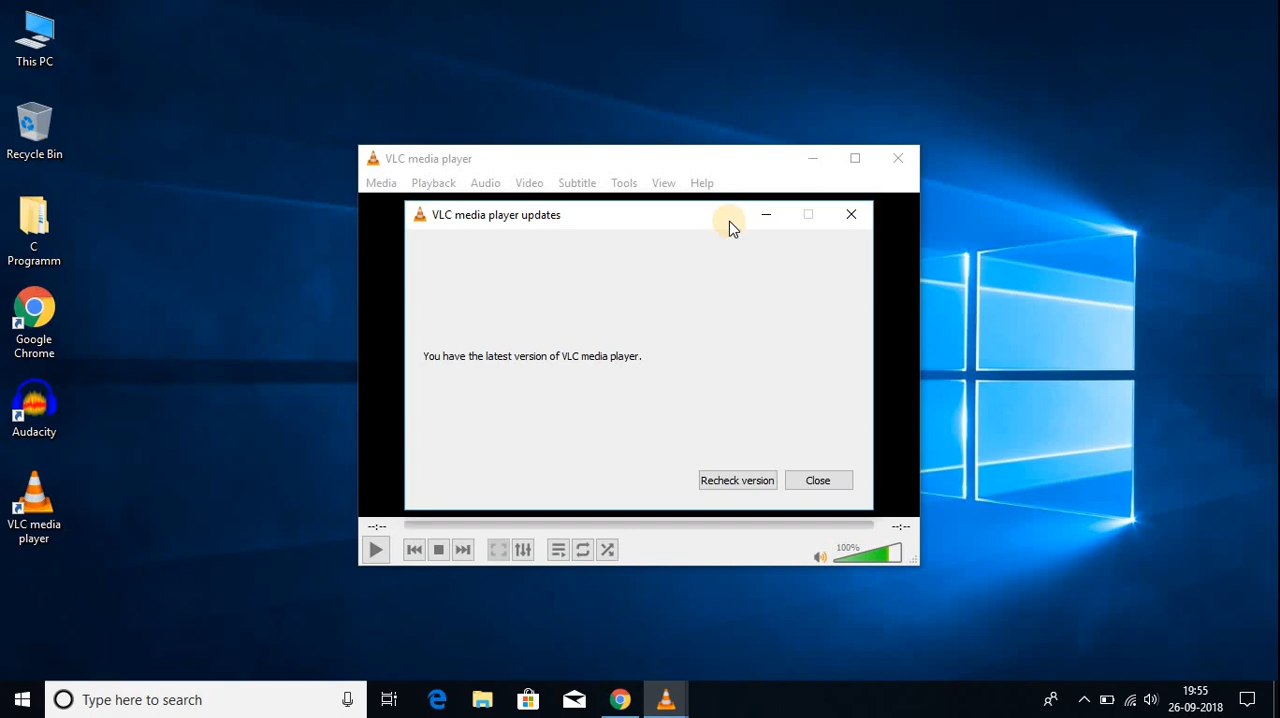 This PC
Recycle Bin
C
Programm
Google
Chrome
Audacity
VLC media
player
VLC media player
Media Playback Audio Video Subtitle Tools View Help
VLC media player updates
You have the latest version of VLC media player.
Recheck version Close
--:-- --:--
100%
Type here to search
19:55
26-09-2018